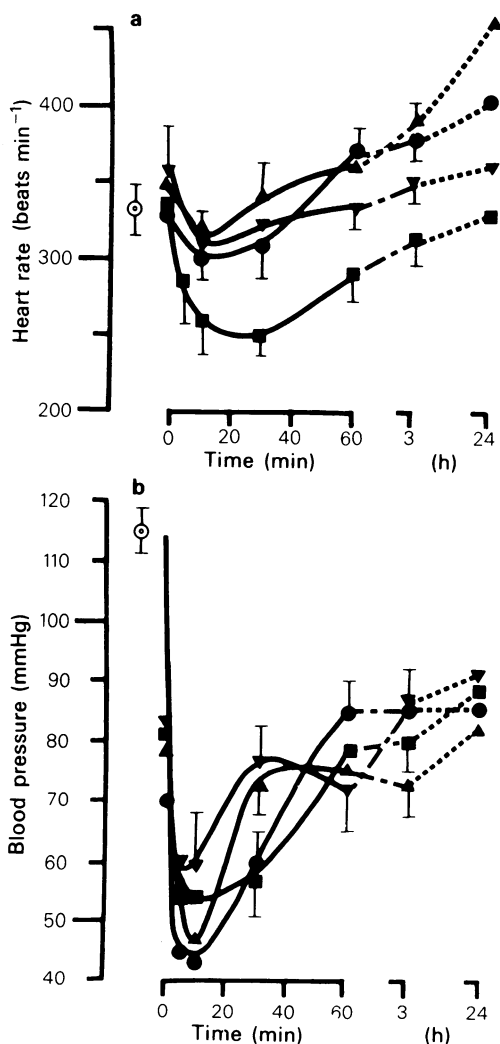 a
Heart rate (beats min⁻¹)
400
300
200
0 20 40 60 3 24
Time (min) (h)
b
Blood pressure (mmHg)
120
110
100
90
80
70
60
50
40
0 20 40 60 3 24
Time (min) (h)